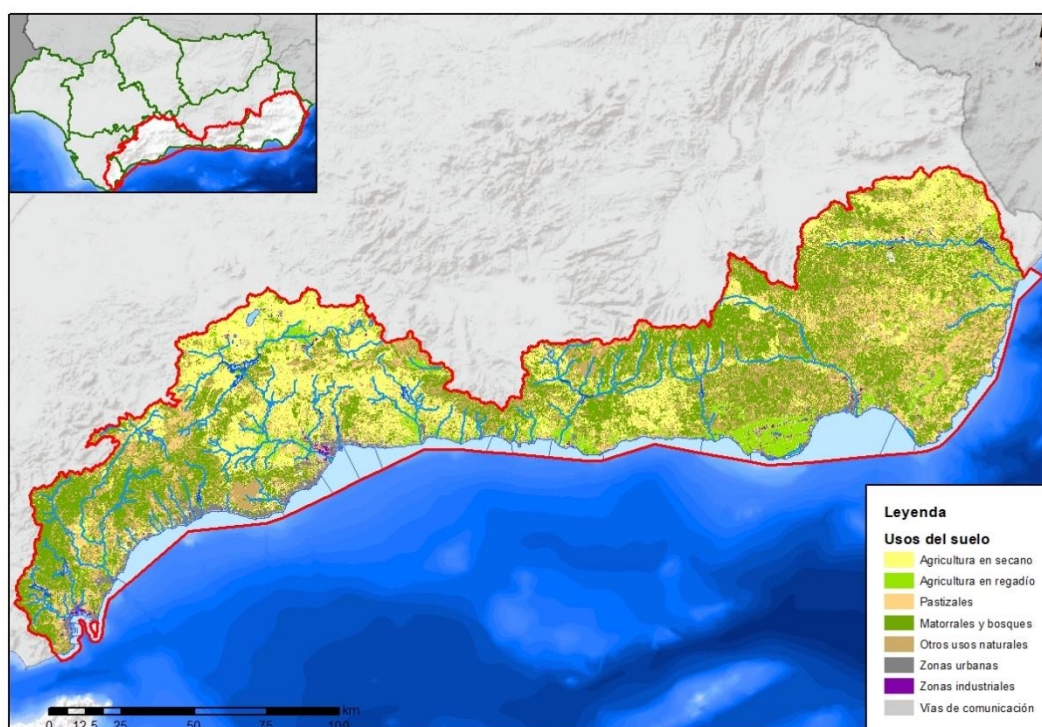 N
Leyenda
Usos del suelo
Agricultura en secano
Agricultura en regadío
Pastizales
Matorrales y bosques
Otros usos naturales
Zonas urbanas
Zonas industriales
Vías de comunicación
km
0 12,5 25 50 75 100